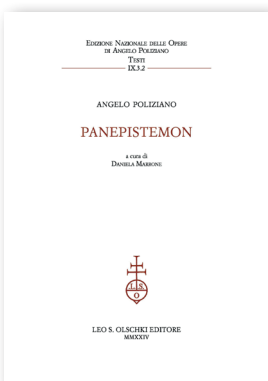 EDIZIONE NAZIONALE DELLE OPERE
DI ANGELO POLIZIANO
TESTI
IX.3.2
ANGELO POLIZIANO
PANEPISTEMON
a cura di
DANIELA MARRONE
L S
O
LEO S. OLSCHKI EDITORE
MMXXIV